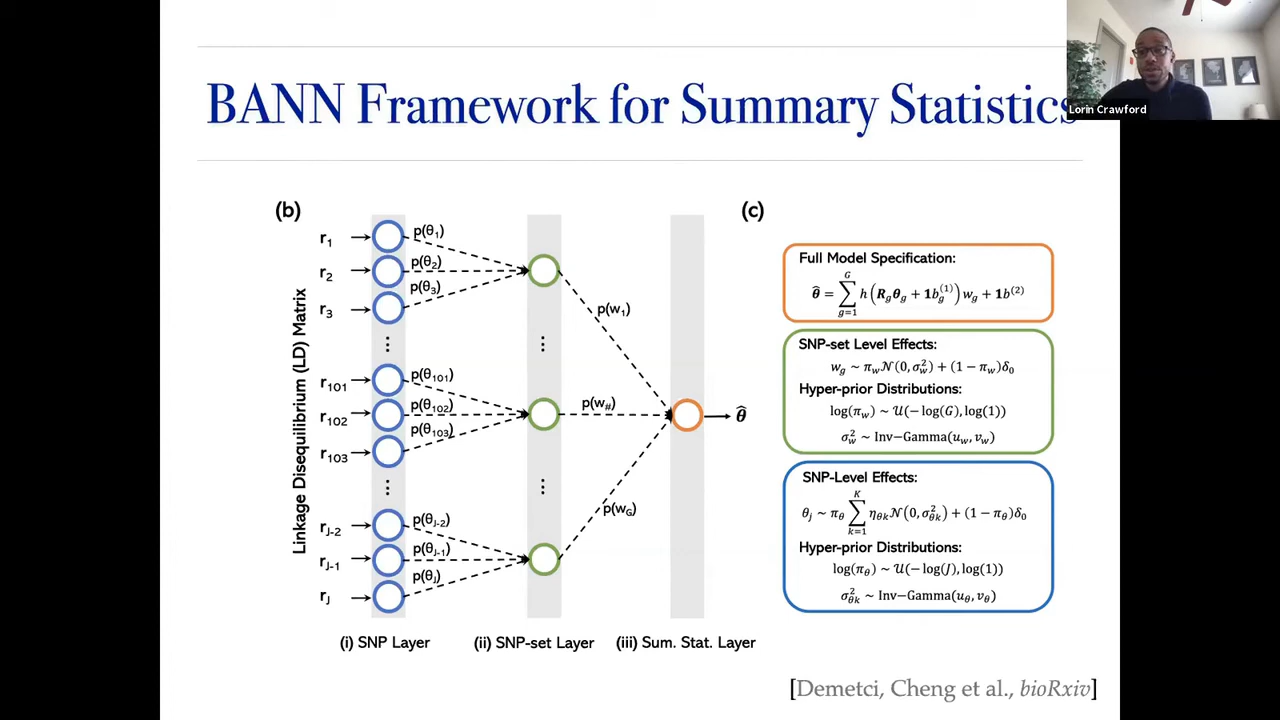 BANN Framework for Summary Statistics
Lorin Crawford
(b)
Linkage Disequilibrium (LD) Matrix
r1
r2
r3
⋮
r101
r102
r103
⋮
rJ-2
rJ-1
rJ
p(θ1)
p(θ2)
p(θ3)
⋮
p(θ101)
p(θ102)
p(θ103)
⋮
p(θJ-2)
p(θJ-1)
p(θJ)
p(w1)
p(w#)
p(wG)
θ̂
(i) SNP Layer
(ii) SNP-set Layer
(iii) Sum. Stat. Layer
(c)
Full Model Specification:
θ̂ = ∑_{g=1}^{G} h(R_gθ_g + 1b_g^{(1)})w_g + 1b^{(2)}
SNP-set Level Effects:
w_g ~ π_w𝒩(0, σ_w^2) + (1 − π_w)δ_0
Hyper-prior Distributions:
log(π_w) ~ 𝒰(−log(G), log(1))
σ_w^2 ~ Inv−Gamma(u_w, v_w)
SNP-Level Effects:
θ_j ~ π_θ ∑_{k=1}^{K} η_{θk}𝒩(0, σ_{θk}^2) + (1 − π_θ)δ_0
Hyper-prior Distributions:
log(π_θ) ~ 𝒰(−log(J), log(1))
σ_{θk}^2 ~ Inv−Gamma(u_θ, v_θ)
[Demetci, Cheng et al., bioRxiv]